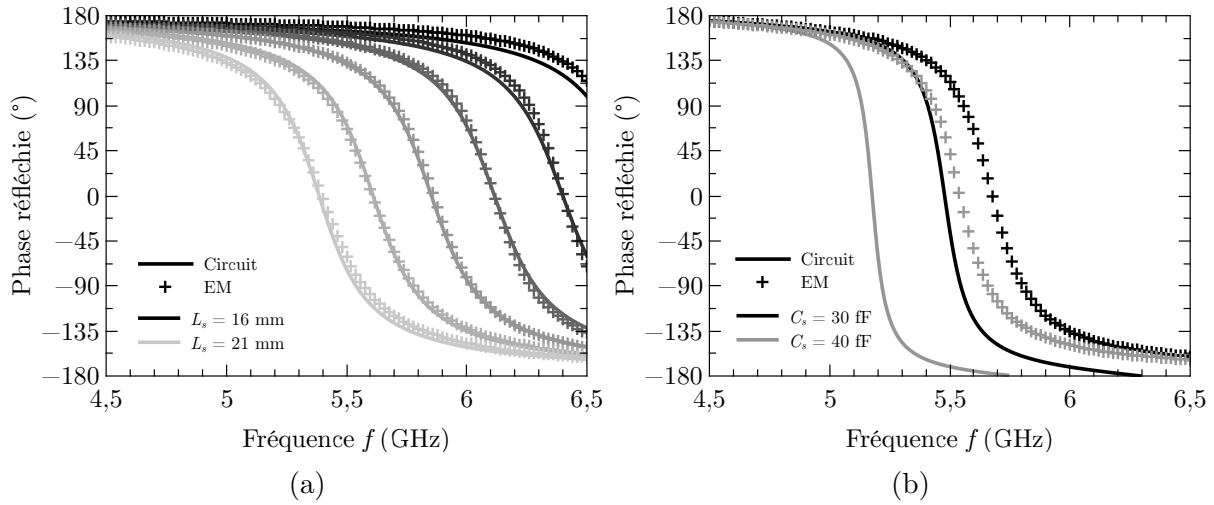 180
135
90
45
0
−45
−90
−135
−180
Phase réfléchie (°)
Circuit
EM
L_s = 16 mm
L_s = 21 mm
4,5 5 5,5 6 6,5
Fréquence f (GHz)
(a)
180
135
90
45
0
−45
−90
−135
−180
Phase réfléchie (°)
Circuit
EM
C_s = 30 fF
C_s = 40 fF
4,5 5 5,5 6 6,5
Fréquence f (GHz)
(b)